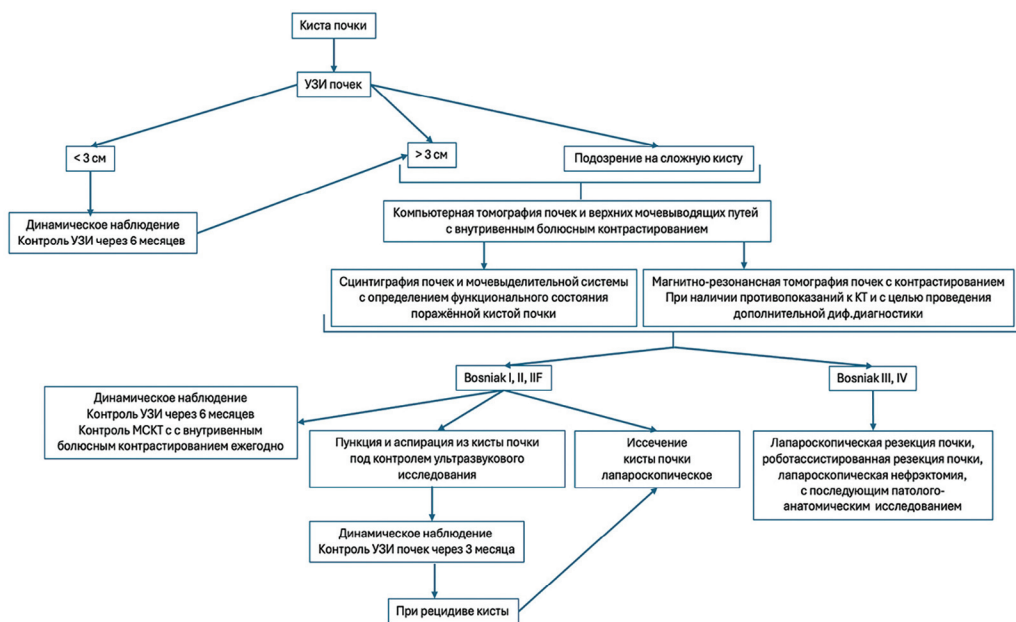 Киста почки
УЗИ почек
< 3 см
> 3 см
Подозрение на сложную кисту
Динамическое наблюдение
Контроль УЗИ через 6 месяцев
Компьютерная томография почек и верхних мочевыводящих путей
с внутривенным болюсным контрастированием
Сцинтиграфия почек и мочевыделительной системы
с определением функционального состояния
поражённой кистой почки
Магнитно-резонансная томография почек с контрастированием
При наличии противопоказаний к КТ и с целью проведения
дополнительной диф.диагностики
Bosniak I, II, IIF
Bosniak III, IV
Динамическое наблюдение
Контроль УЗИ через 6 месяцев
Контроль МСКТ с с внутривенным
болюсным контрастированием ежегодно
Пункция и аспирация из кисты почки
под контролем ультразвукового
исследования
Иссечение
кисты почки
лапароскопическое
Лапароскопическая резекция почки,
роботассистированная резекция почки,
лапароскопическая нефрэктомия,
с последующим патолого-
анатомическим исследованием
Динамическое наблюдение
Контроль УЗИ почек через 3 месяца
При рецидиве кисты